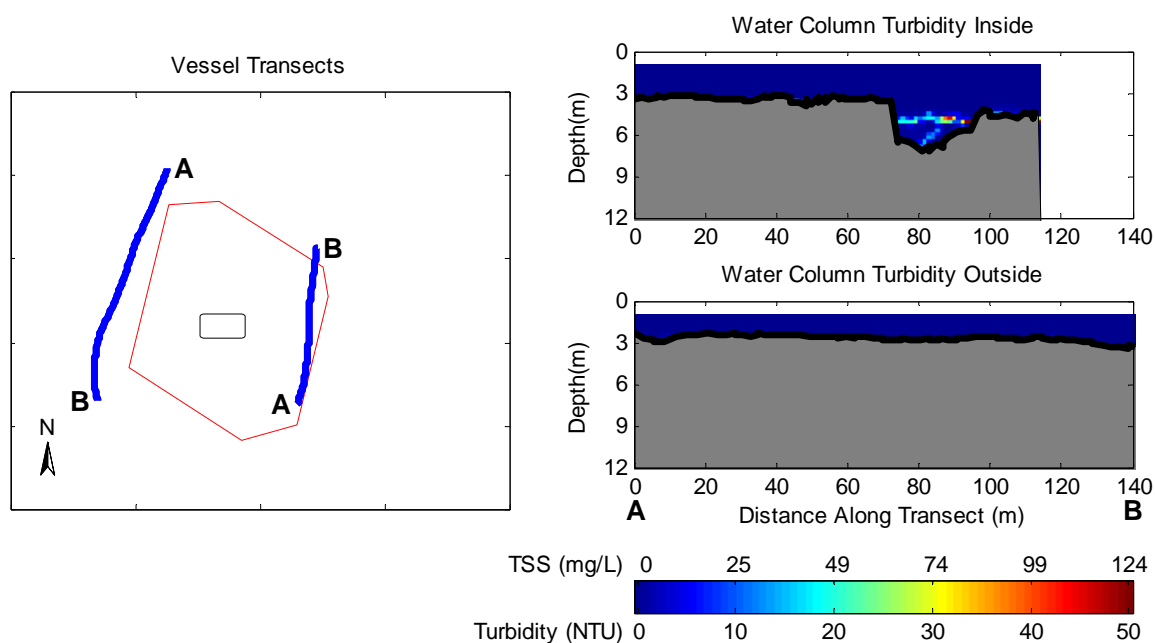 Vessel Transects
A
B
B
A
N
Water Column Turbidity Inside
Depth(m)
0
3
6
9
12
0 20 40 60 80 100 120 140
Water Column Turbidity Outside
Depth(m)
0
3
6
9
12
0 20 40 60 80 100 120 140
A Distance Along Transect (m) B
TSS (mg/L) 0 25 49 74 99 124
Turbidity (NTU) 0 10 20 30 40 50